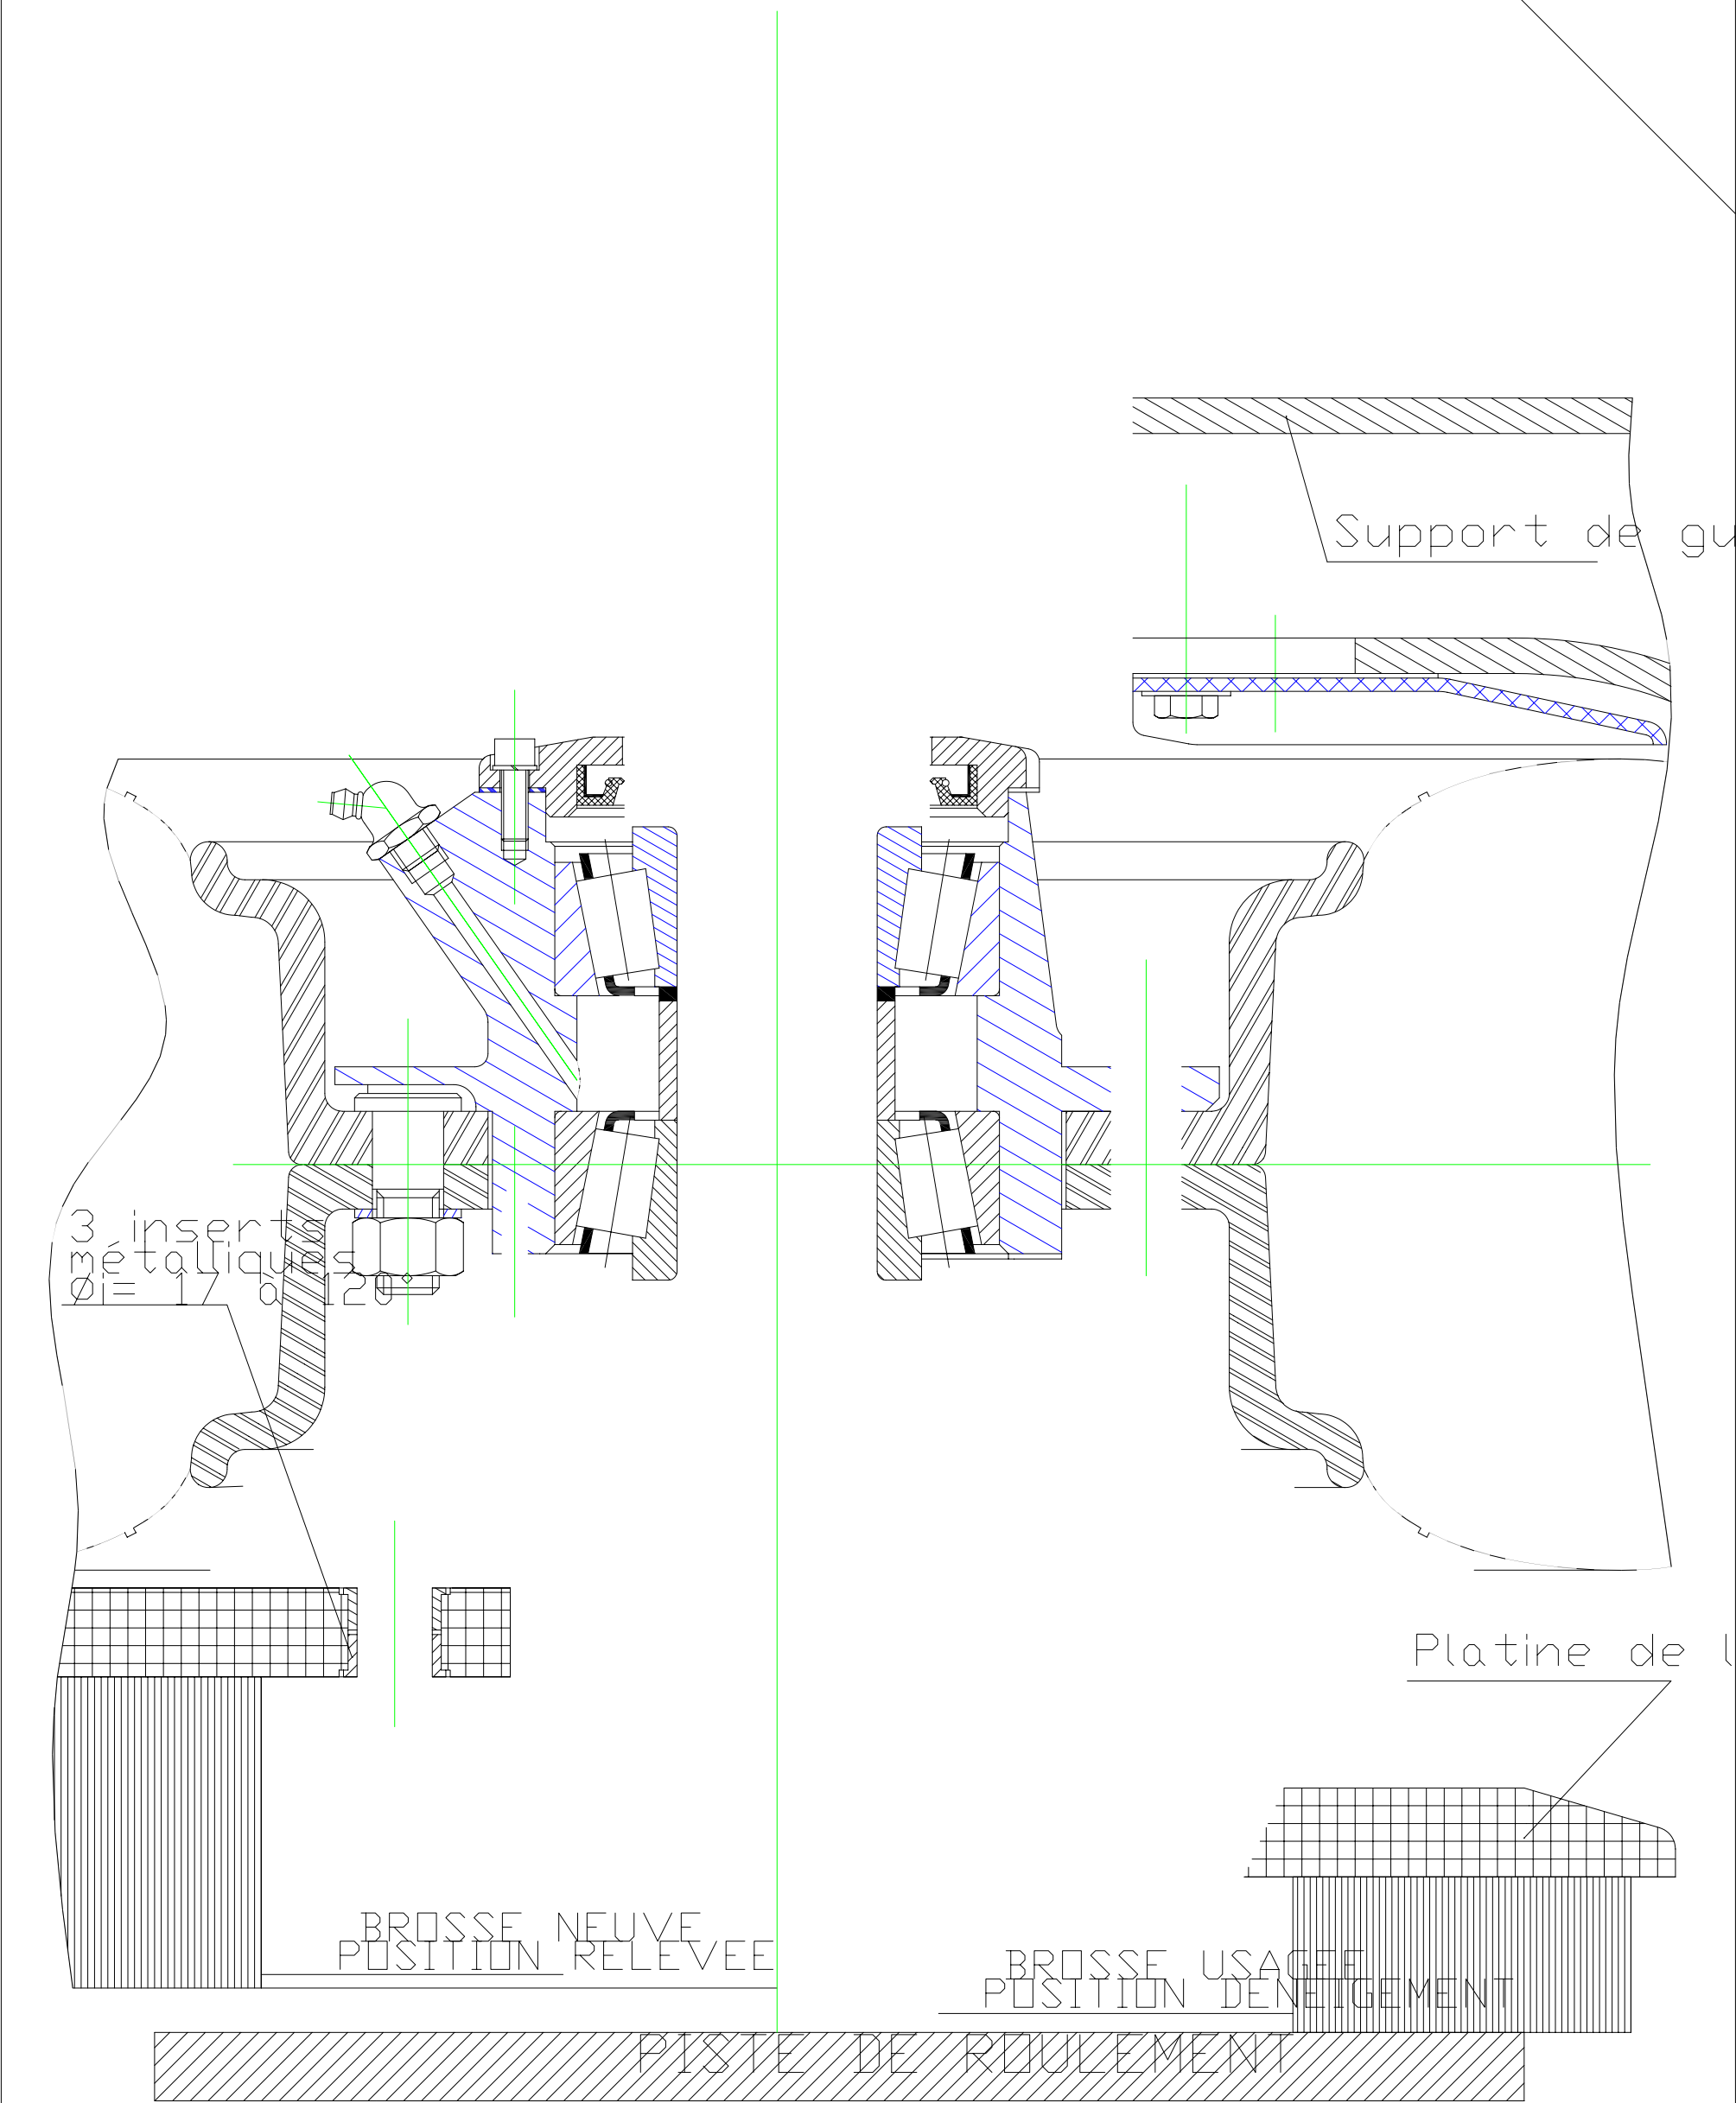 Support de gu
3 inserts
métalliques
Øi= 17 à 120
Platine de l
BROSSE NEUVE
POSITION RELEVEE
BROSSE USAGEE
POSITION DENEIGEMENT
PISTE DE ROULEMENT